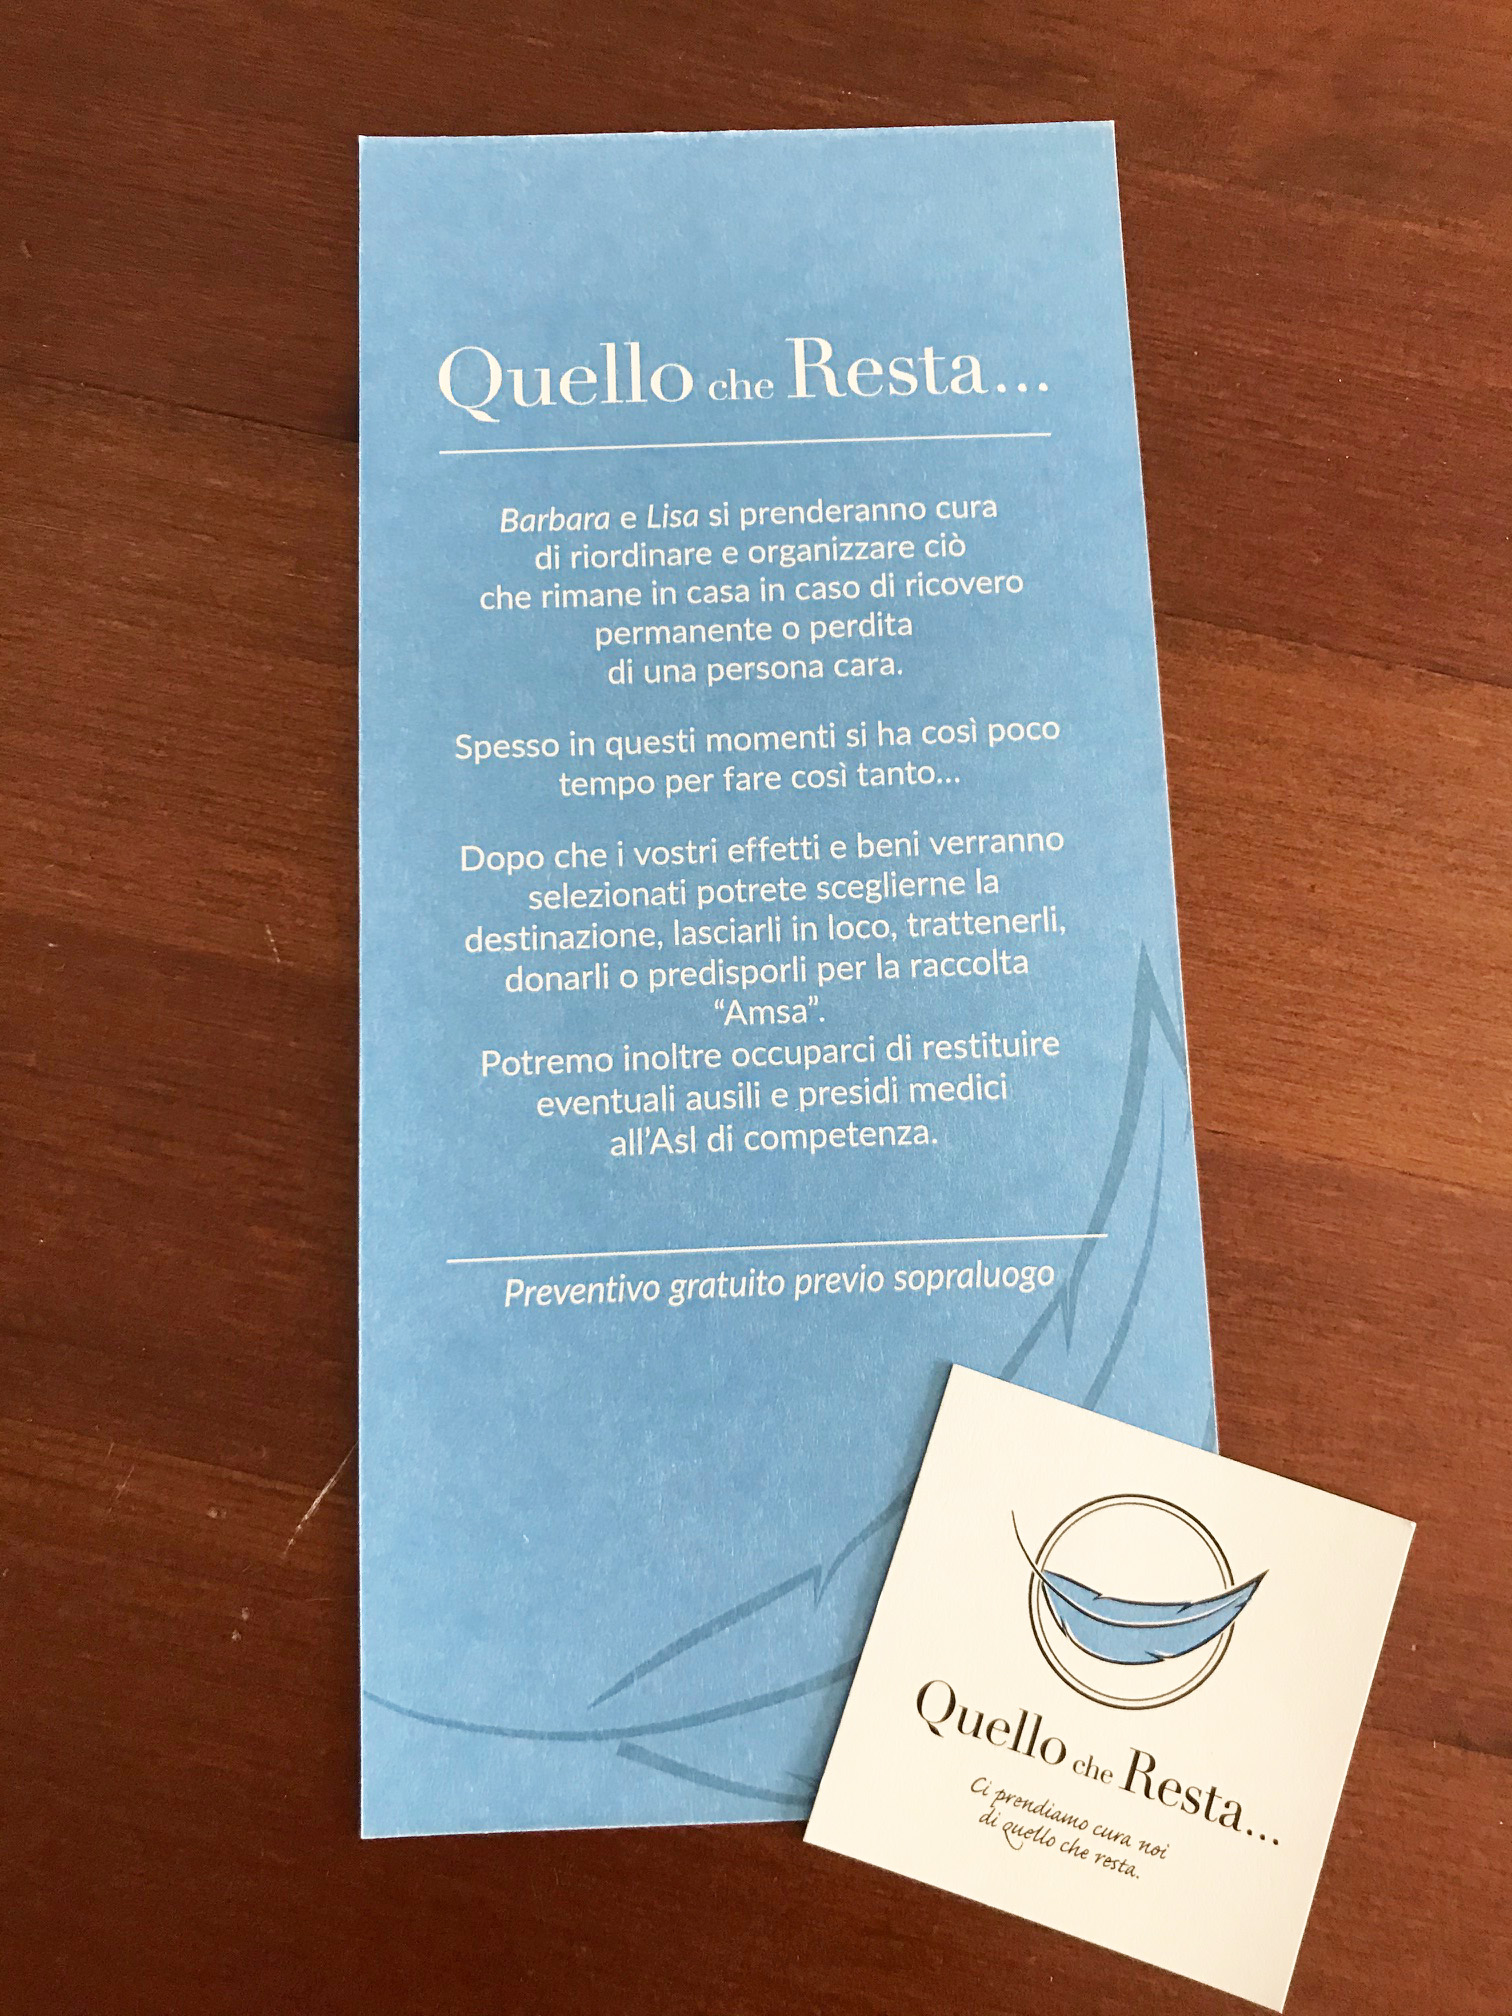 Quello che Resta...
Barbara e Lisa si prenderanno cura
di riordinare e organizzare ciò
che rimane in casa in caso di ricovero
permanente o perdita
di una persona cara.
Spesso in questi momenti si ha così poco
tempo per fare così tanto...
Dopo che i vostri effetti e beni verranno
selezionati potrete sceglierne la
destinazione, lasciarli in loco, trattenerli,
donarli o predisporli per la raccolta
“Amsa”.
Potremo inoltre occuparci di restituire
eventuali ausili e presidi medici
all'Asl di competenza.
Preventivo gratuito previo sopraluogo
Quello che Resta...
Ci prendiamo cura noi
di quello che resta.